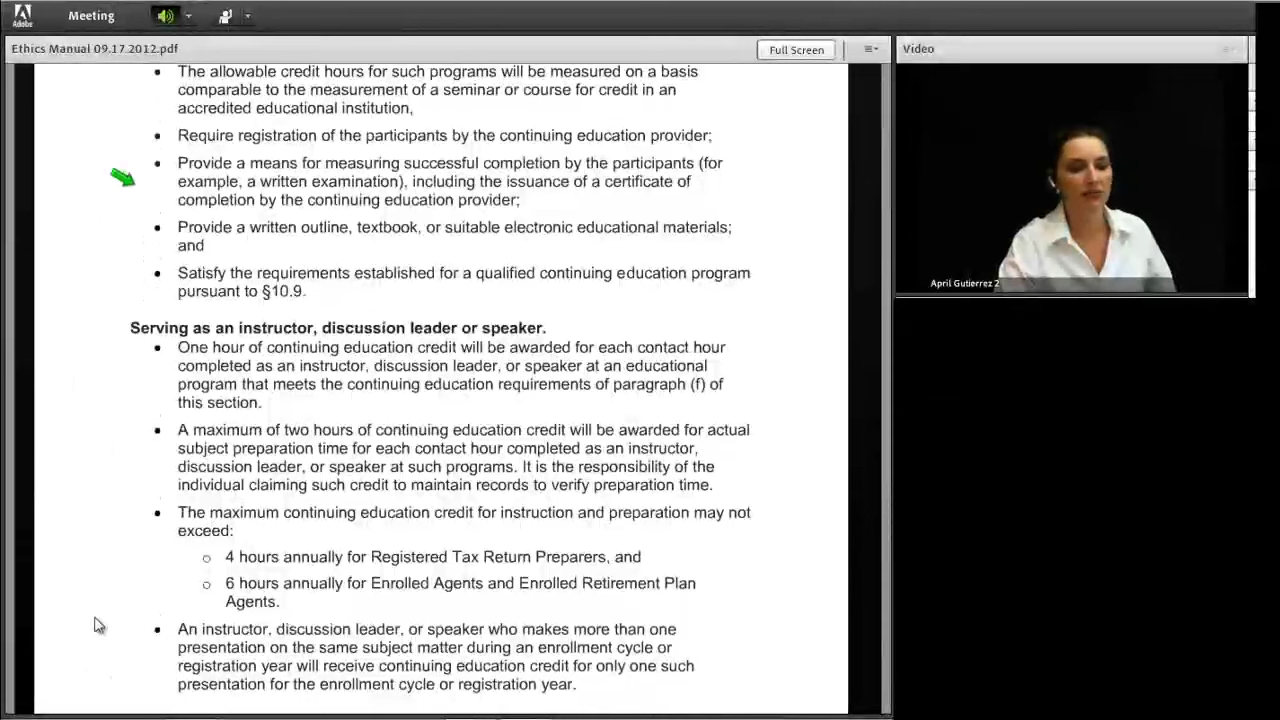 Adobe
Meeting
Ethics Manual 09.17.2012.pdf
Full Screen
Video
• The allowable credit hours for such programs will be measured on a basis
comparable to the measurement of a seminar or course for credit in an
accredited educational institution,
• Require registration of the participants by the continuing education provider;
• Provide a means for measuring successful completion by the participants (for
example, a written examination), including the issuance of a certificate of
completion by the continuing education provider;
• Provide a written outline, textbook, or suitable electronic educational materials;
and
• Satisfy the requirements established for a qualified continuing education program
pursuant to §10.9.
Serving as an instructor, discussion leader or speaker.
• One hour of continuing education credit will be awarded for each contact hour
completed as an instructor, discussion leader, or speaker at an educational
program that meets the continuing education requirements of paragraph (f) of
this section.
• A maximum of two hours of continuing education credit will be awarded for actual
subject preparation time for each contact hour completed as an instructor,
discussion leader, or speaker at such programs. It is the responsibility of the
individual claiming such credit to maintain records to verify preparation time.
• The maximum continuing education credit for instruction and preparation may not
exceed:
o 4 hours annually for Registered Tax Return Preparers, and
o 6 hours annually for Enrolled Agents and Enrolled Retirement Plan
Agents.
• An instructor, discussion leader, or speaker who makes more than one
presentation on the same subject matter during an enrollment cycle or
registration year will receive continuing education credit for only one such
presentation for the enrollment cycle or registration year.
April Gutierrez 2